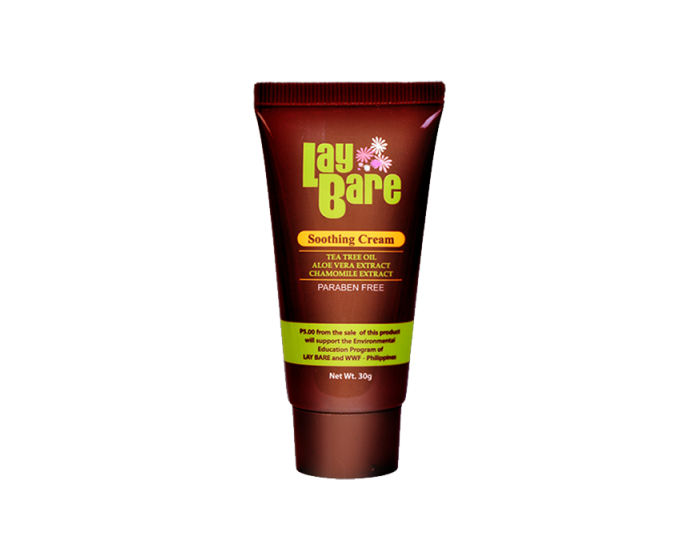 Lay
Bare
Soothing Cream
TEA TREE OIL
ALOE VERA EXTRACT
CHAMOMILE EXTRACT
PARABEN FREE
P5.00 from the sale of this product
will support the Environmental
Education Program of
LAY BARE and WWF - Philippines
Net Wt. 30g